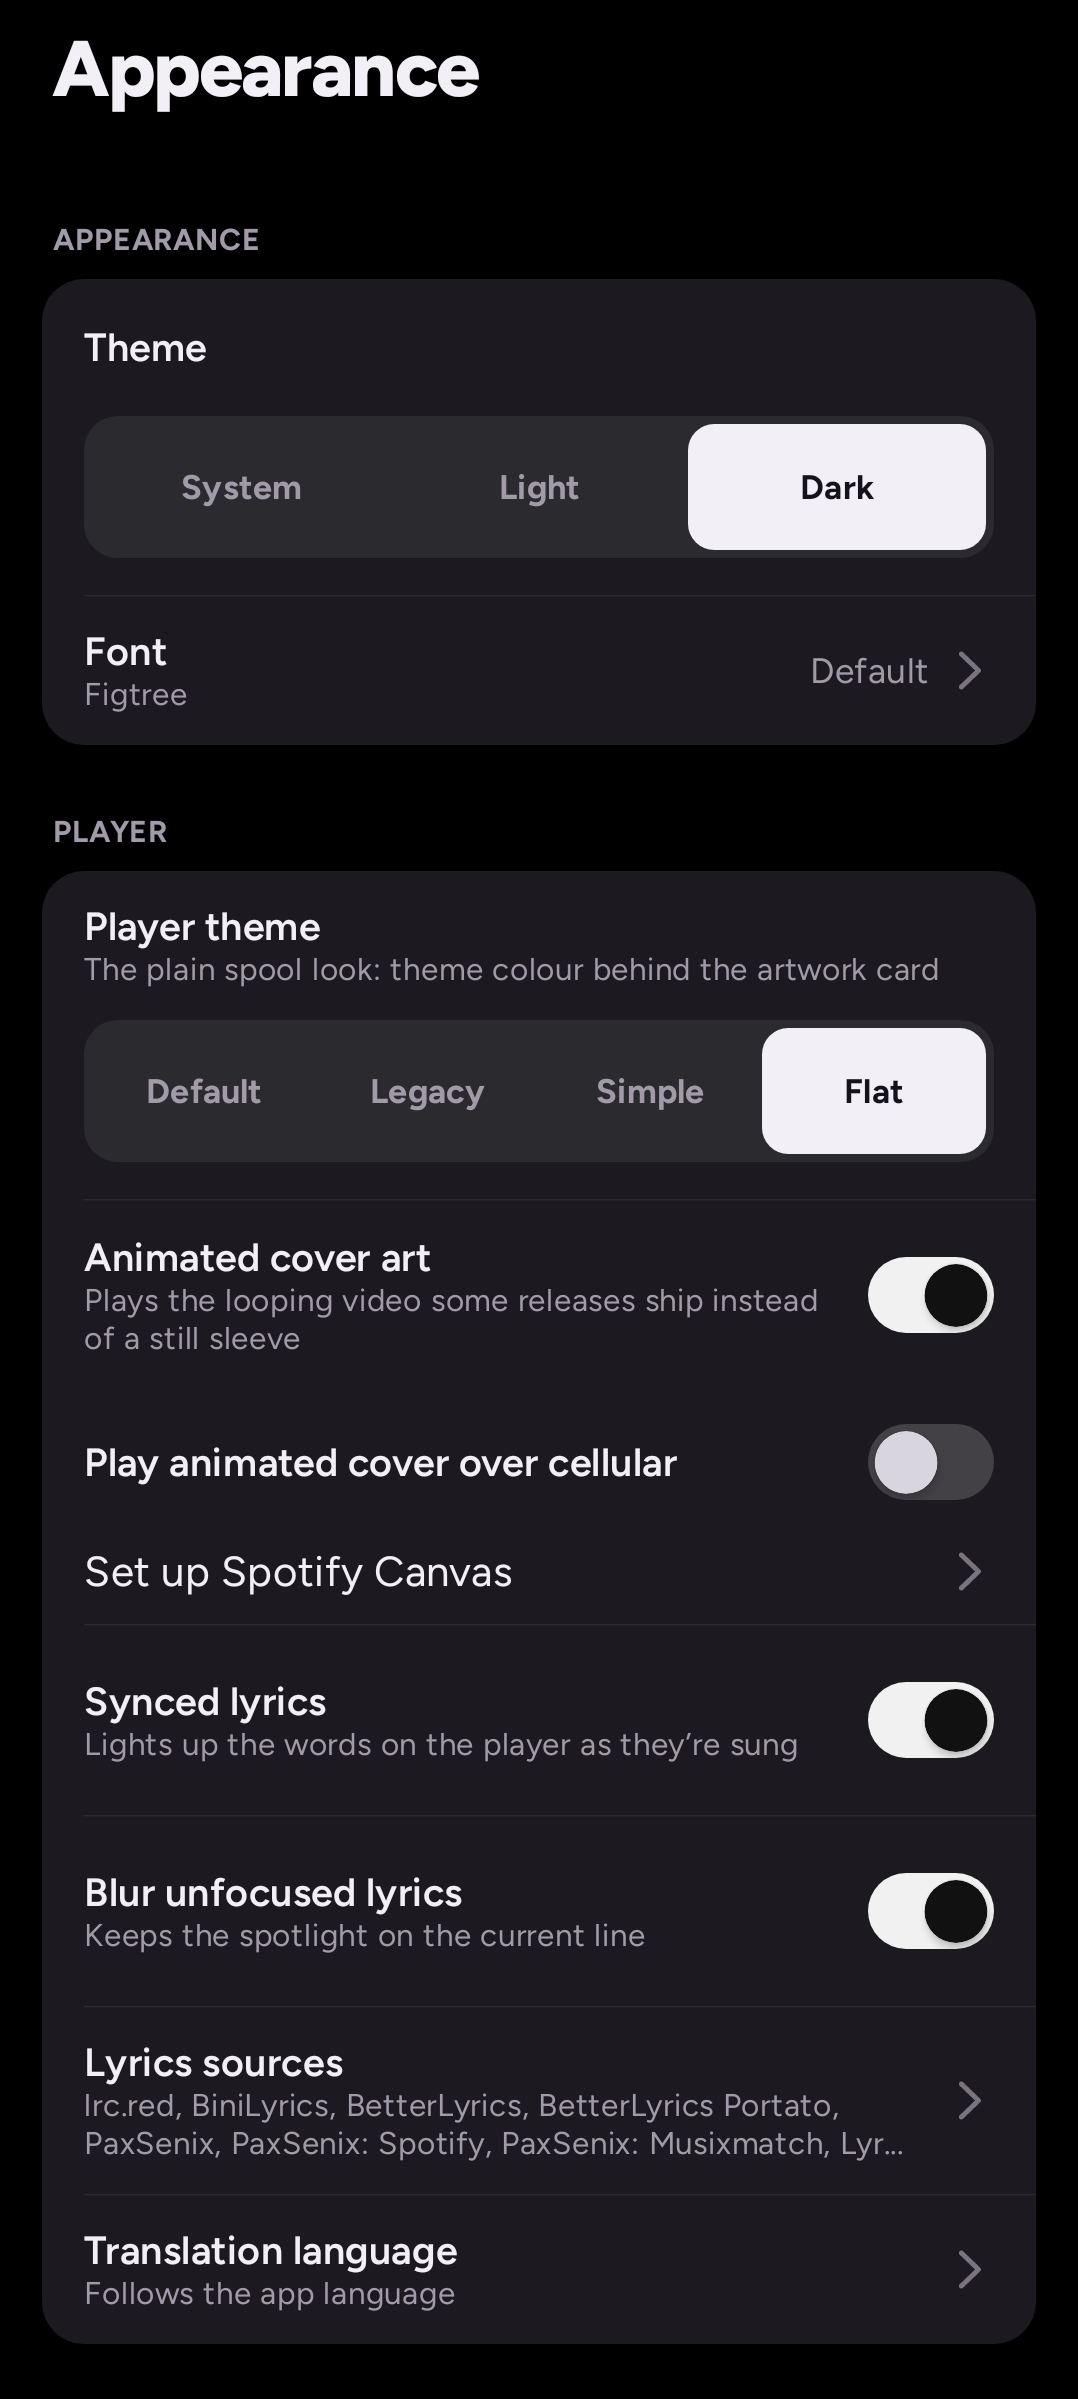 Appearance
APPEARANCE
Theme
System Light Dark
Font
Figtree
Default
PLAYER
Player theme
The plain spool look: theme colour behind the artwork card
Default Legacy Simple Flat
Animated cover art
Plays the looping video some releases ship instead
of a still sleeve
Play animated cover over cellular
Set up Spotify Canvas
Synced lyrics
Lights up the words on the player as they’re sung
Blur unfocused lyrics
Keeps the spotlight on the current line
Lyrics sources
lrc.red, BiniLyrics, BetterLyrics, BetterLyrics Portato,
PaxSenix, PaxSenix: Spotify, PaxSenix: Musixmatch, Lyr...
Translation language
Follows the app language